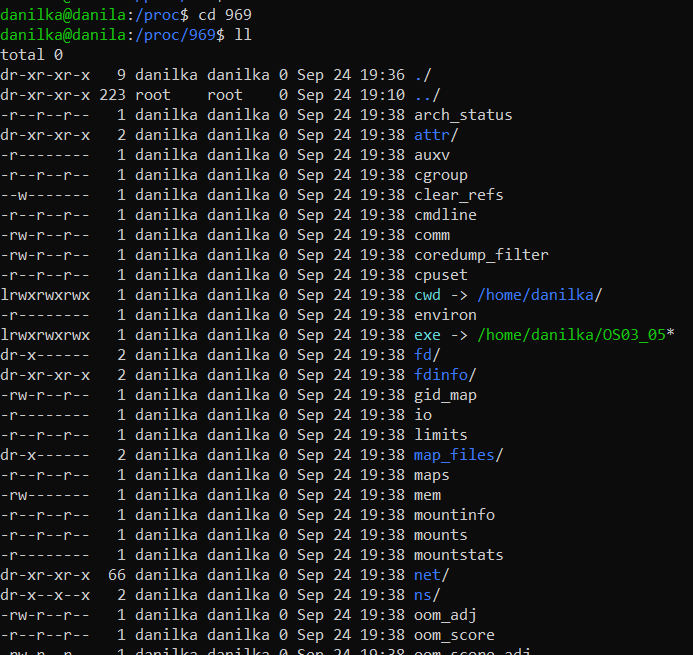 danilka@danila:/proc$ cd 969
danilka@danila:/proc/969$ ll
total 0
dr-xr-xr-x   9 danilka danilka 0 Sep 24 19:36 ./
dr-xr-xr-x 223 root    root    0 Sep 24 19:10 ../
-r--r--r--   1 danilka danilka 0 Sep 24 19:38 arch_status
dr-xr-xr-x   2 danilka danilka 0 Sep 24 19:38 attr/
-r--------   1 danilka danilka 0 Sep 24 19:38 auxv
-r--r--r--   1 danilka danilka 0 Sep 24 19:38 cgroup
--w-------   1 danilka danilka 0 Sep 24 19:38 clear_refs
-r--r--r--   1 danilka danilka 0 Sep 24 19:38 cmdline
-rw-r--r--   1 danilka danilka 0 Sep 24 19:38 comm
-rw-r--r--   1 danilka danilka 0 Sep 24 19:38 coredump_filter
-r--r--r--   1 danilka danilka 0 Sep 24 19:38 cpuset
lrwxrwxrwx   1 danilka danilka 0 Sep 24 19:38 cwd -> /home/danilka/
-r--------   1 danilka danilka 0 Sep 24 19:38 environ
lrwxrwxrwx   1 danilka danilka 0 Sep 24 19:38 exe -> /home/danilka/OS03_05*
dr-x------   2 danilka danilka 0 Sep 24 19:38 fd/
dr-xr-xr-x   2 danilka danilka 0 Sep 24 19:38 fdinfo/
-rw-r--r--   1 danilka danilka 0 Sep 24 19:38 gid_map
-r--------   1 danilka danilka 0 Sep 24 19:38 io
-r--r--r--   1 danilka danilka 0 Sep 24 19:38 limits
dr-x------   2 danilka danilka 0 Sep 24 19:38 map_files/
-r--r--r--   1 danilka danilka 0 Sep 24 19:38 maps
-rw-------   1 danilka danilka 0 Sep 24 19:38 mem
-r--r--r--   1 danilka danilka 0 Sep 24 19:38 mountinfo
-r--r--r--   1 danilka danilka 0 Sep 24 19:38 mounts
-r--------   1 danilka danilka 0 Sep 24 19:38 mountstats
dr-xr-xr-x  66 danilka danilka 0 Sep 24 19:38 net/
dr-x--x--x   2 danilka danilka 0 Sep 24 19:38 ns/
-rw-r--r--   1 danilka danilka 0 Sep 24 19:38 oom_adj
-r--r--r--   1 danilka danilka 0 Sep 24 19:38 oom_score
-rw-r--r--   1 danilka danilka 0 Sep 24 19:38 oom_score_adj